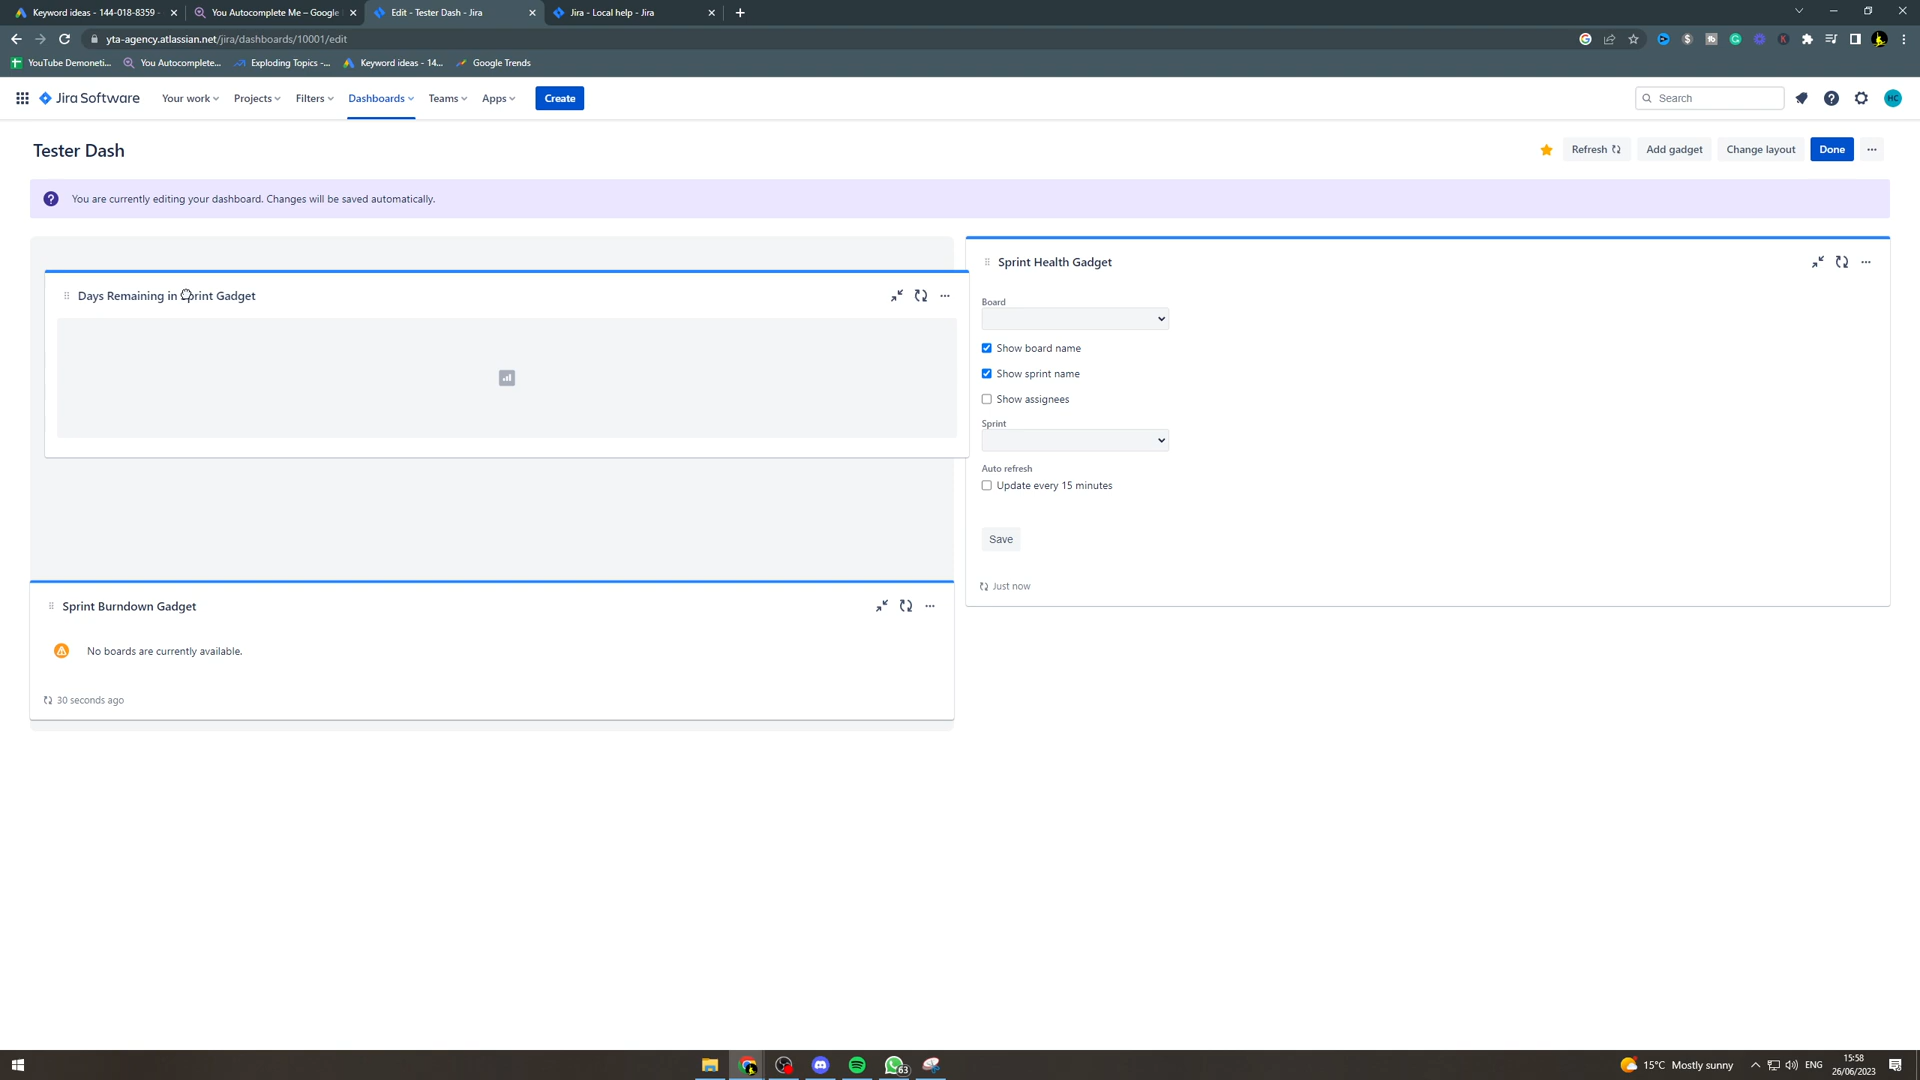 Keyword ideas - 144-018-8359 -
You Autocomplete Me – Google
Edit - Tester Dash - Jira
Jira - Local help - Jira
yta-agency.atlassian.net/jira/dashboards/10001/edit
YouTube Demoneti...
You Autocomplete...
Exploding Topics -...
Keyword ideas - 14...
Google Trends
Jira Software
Your work
Projects
Filters
Dashboards
Teams
Apps
Create
Search
HC
Tester Dash
Refresh
Add gadget
Change layout
Done
You are currently editing your dashboard. Changes will be saved automatically.
Days Remaining in Sprint Gadget
Sprint Burndown Gadget
No boards are currently available.
30 seconds ago
Sprint Health Gadget
Board
Show board name
Show sprint name
Show assignees
Sprint
Auto refresh
Update every 15 minutes
Save
Just now
63
15°C Mostly sunny
ENG
15:58
26/06/2023